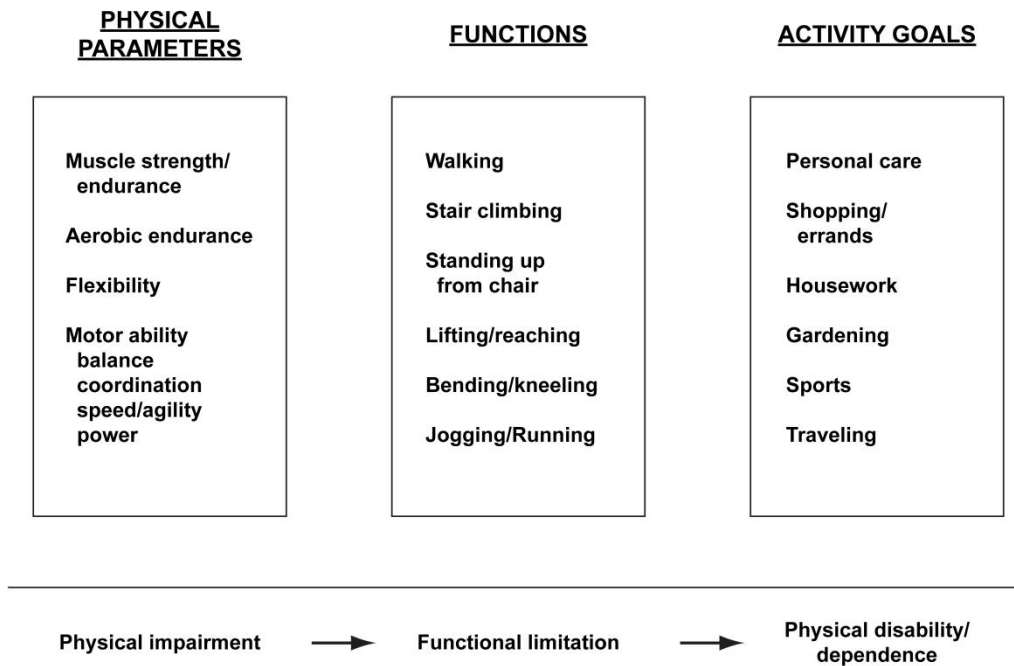 PHYSICAL
PARAMETERS
FUNCTIONS
ACTIVITY GOALS
Muscle strength/
endurance
Aerobic endurance
Flexibility
Motor ability
balance
coordination
speed/agility
power
Walking
Stair climbing
Standing up
from chair
Lifting/reaching
Bending/kneeling
Jogging/Running
Personal care
Shopping/
errands
Housework
Gardening
Sports
Traveling
Physical impairment
Functional limitation
Physical disability/
dependence